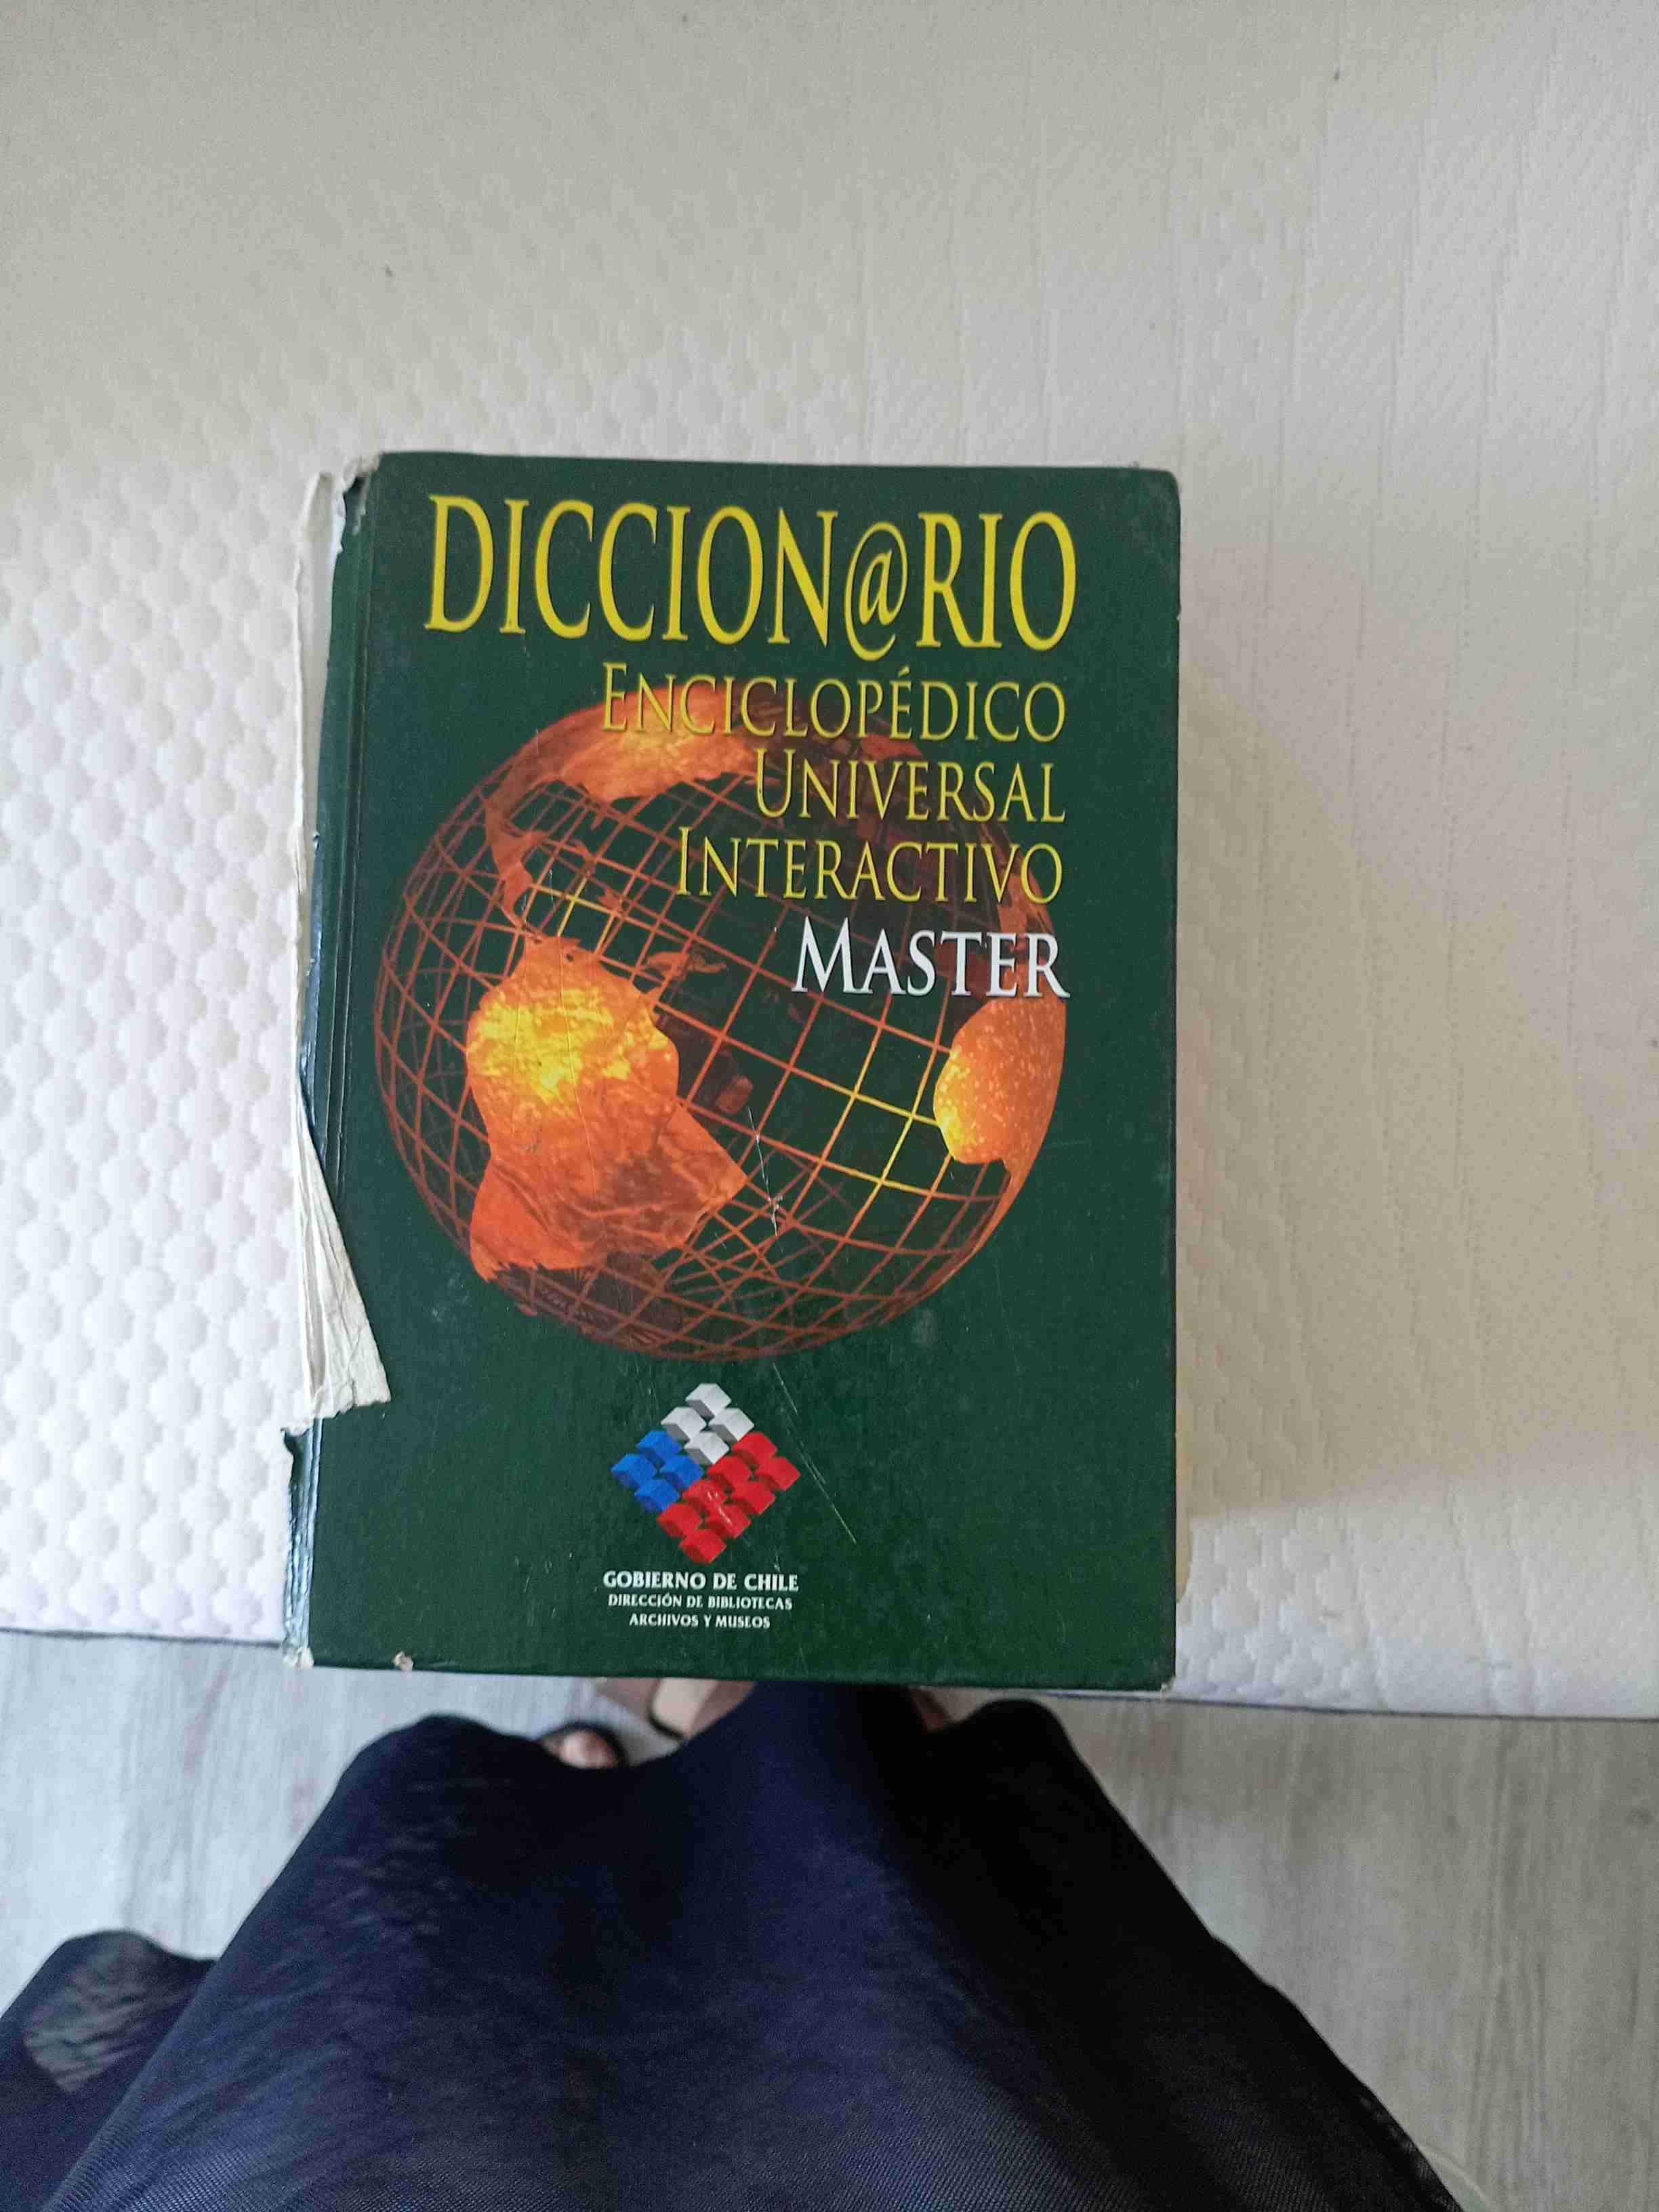 DICCION@RIO
ENCICLOPÉDICO
UNIVERSAL
INTERACTIVO
MASTER
GOBIERNO DE CHILE
DIRECCIÓN DE BIBLIOTECAS
ARCHIVOS Y MUSEOS